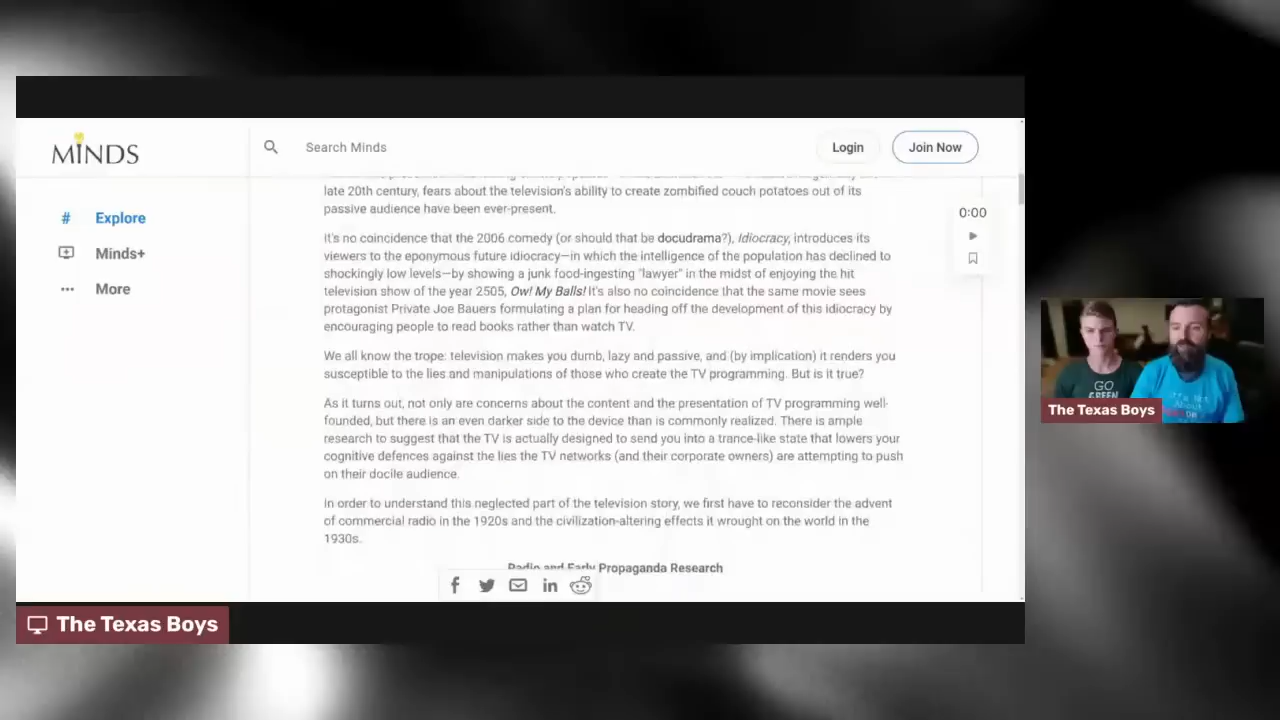 MINDS
Search Minds
Login
Join Now
# Explore
Minds+
More
late 20th century, fears about the television's ability to create zombified couch potatoes out of its
passive audience have been ever-present.
0:00
It's no coincidence that the 2006 comedy (or should that be docudrama?), Idiocracy, introduces its
viewers to the eponymous future idiocracy—in which the intelligence of the population has declined to
shockingly low levels—by showing a junk food-ingesting "lawyer" in the midst of enjoying the hit
television show of the year 2505, Ow! My Balls! It's also no coincidence that the same movie sees
protagonist Private Joe Bauers formulating a plan for heading off the development of this idiocracy by
encouraging people to read books rather than watch TV.
We all know the trope: television makes you dumb, lazy and passive, and (by implication) it renders you
susceptible to the lies and manipulations of those who create the TV programming. But is it true?
As it turns out, not only are concerns about the content and the presentation of TV programming well-
founded, but there is an even darker side to the device than is commonly realized. There is ample
research to suggest that the TV is actually designed to send you into a trance-like state that lowers your
cognitive defences against the lies the TV networks (and their corporate owners) are attempting to push
on their docile audience.
In order to understand this neglected part of the television story, we first have to reconsider the advent
of commercial radio in the 1920s and the civilization-altering effects it wrought on the world in the
1930s.
Radio and Early Propaganda Research
The Texas Boys
GO
GREEN
The Texas Boys